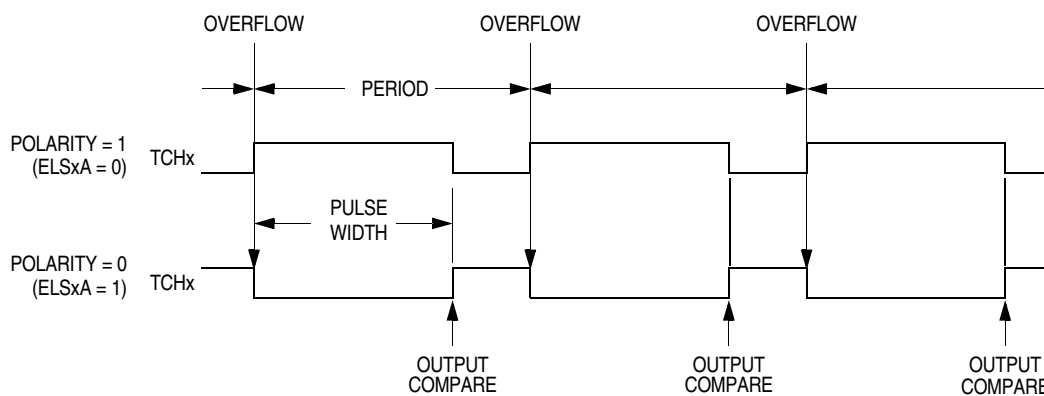 OVERFLOW OVERFLOW OVERFLOW
PERIOD
POLARITY = 1
(ELSxA = 0)
TCHx
PULSE
WIDTH
POLARITY = 0
(ELSxA = 1)
TCHx
OUTPUT
COMPARE
OUTPUT
COMPARE
OUTPUT
COMPARE